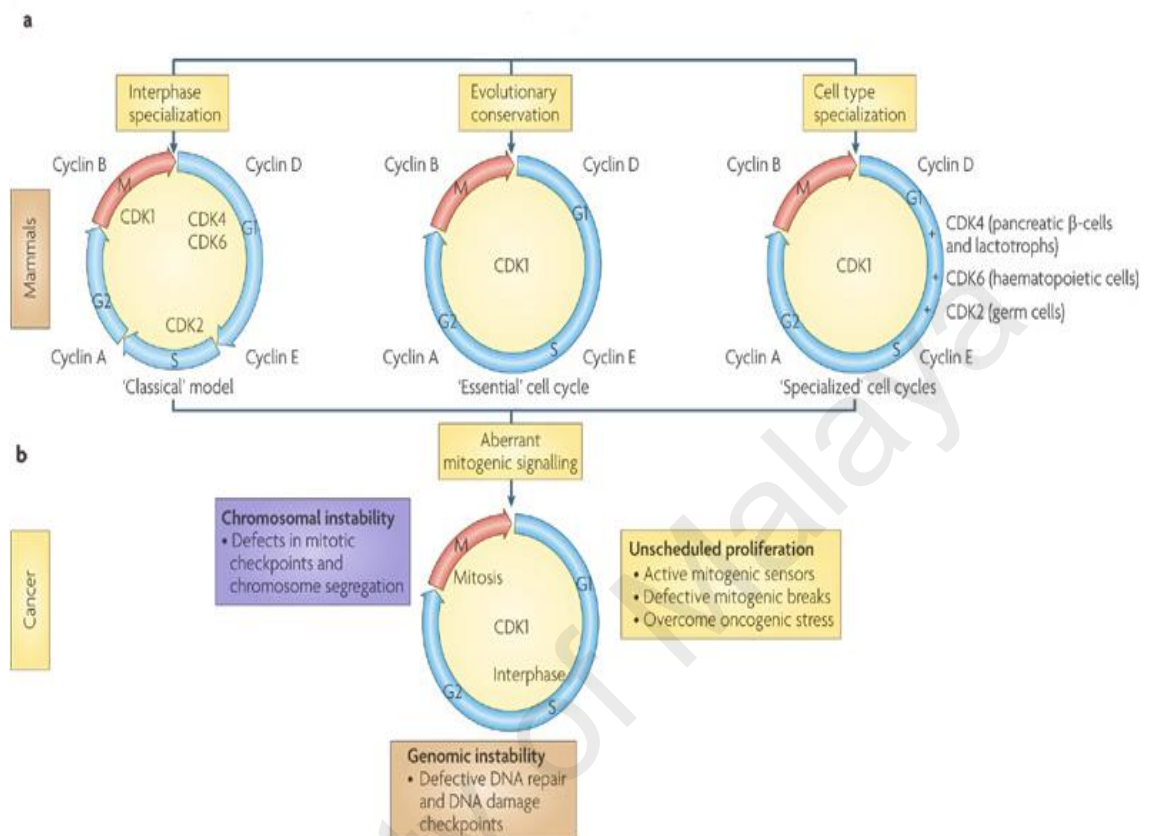 a
Interphase
specialization
Evolutionary
conservation
Cell type
specialization
Mammals
Cyclin B
Cyclin D
M
CDK1
CDK4
CDK6
G1
G2
CDK2
S
Cyclin A
Cyclin E
'Classical' model
Cyclin B
Cyclin D
M
G1
CDK1
G2
S
Cyclin A
Cyclin E
'Essential' cell cycle
Cyclin B
Cyclin D
M
G1
CDK4 (pancreatic β-cells
and lactotrophs)
CDK1
CDK6 (haematopoietic cells)
CDK2 (germ cells)
G2
S
Cyclin A
Cyclin E
'Specialized' cell cycles
b
Aberrant
mitogenic signalling
Cancer
Chromosomal instability
• Defects in mitotic
checkpoints and
chromosome segregation
M
Mitosis
G1
CDK1
Interphase
G2
S
Unscheduled proliferation
• Active mitogenic sensors
• Defective mitogenic breaks
• Overcome oncogenic stress
Genomic instability
• Defective DNA repair
and DNA damage
checkpoints
of Malaya